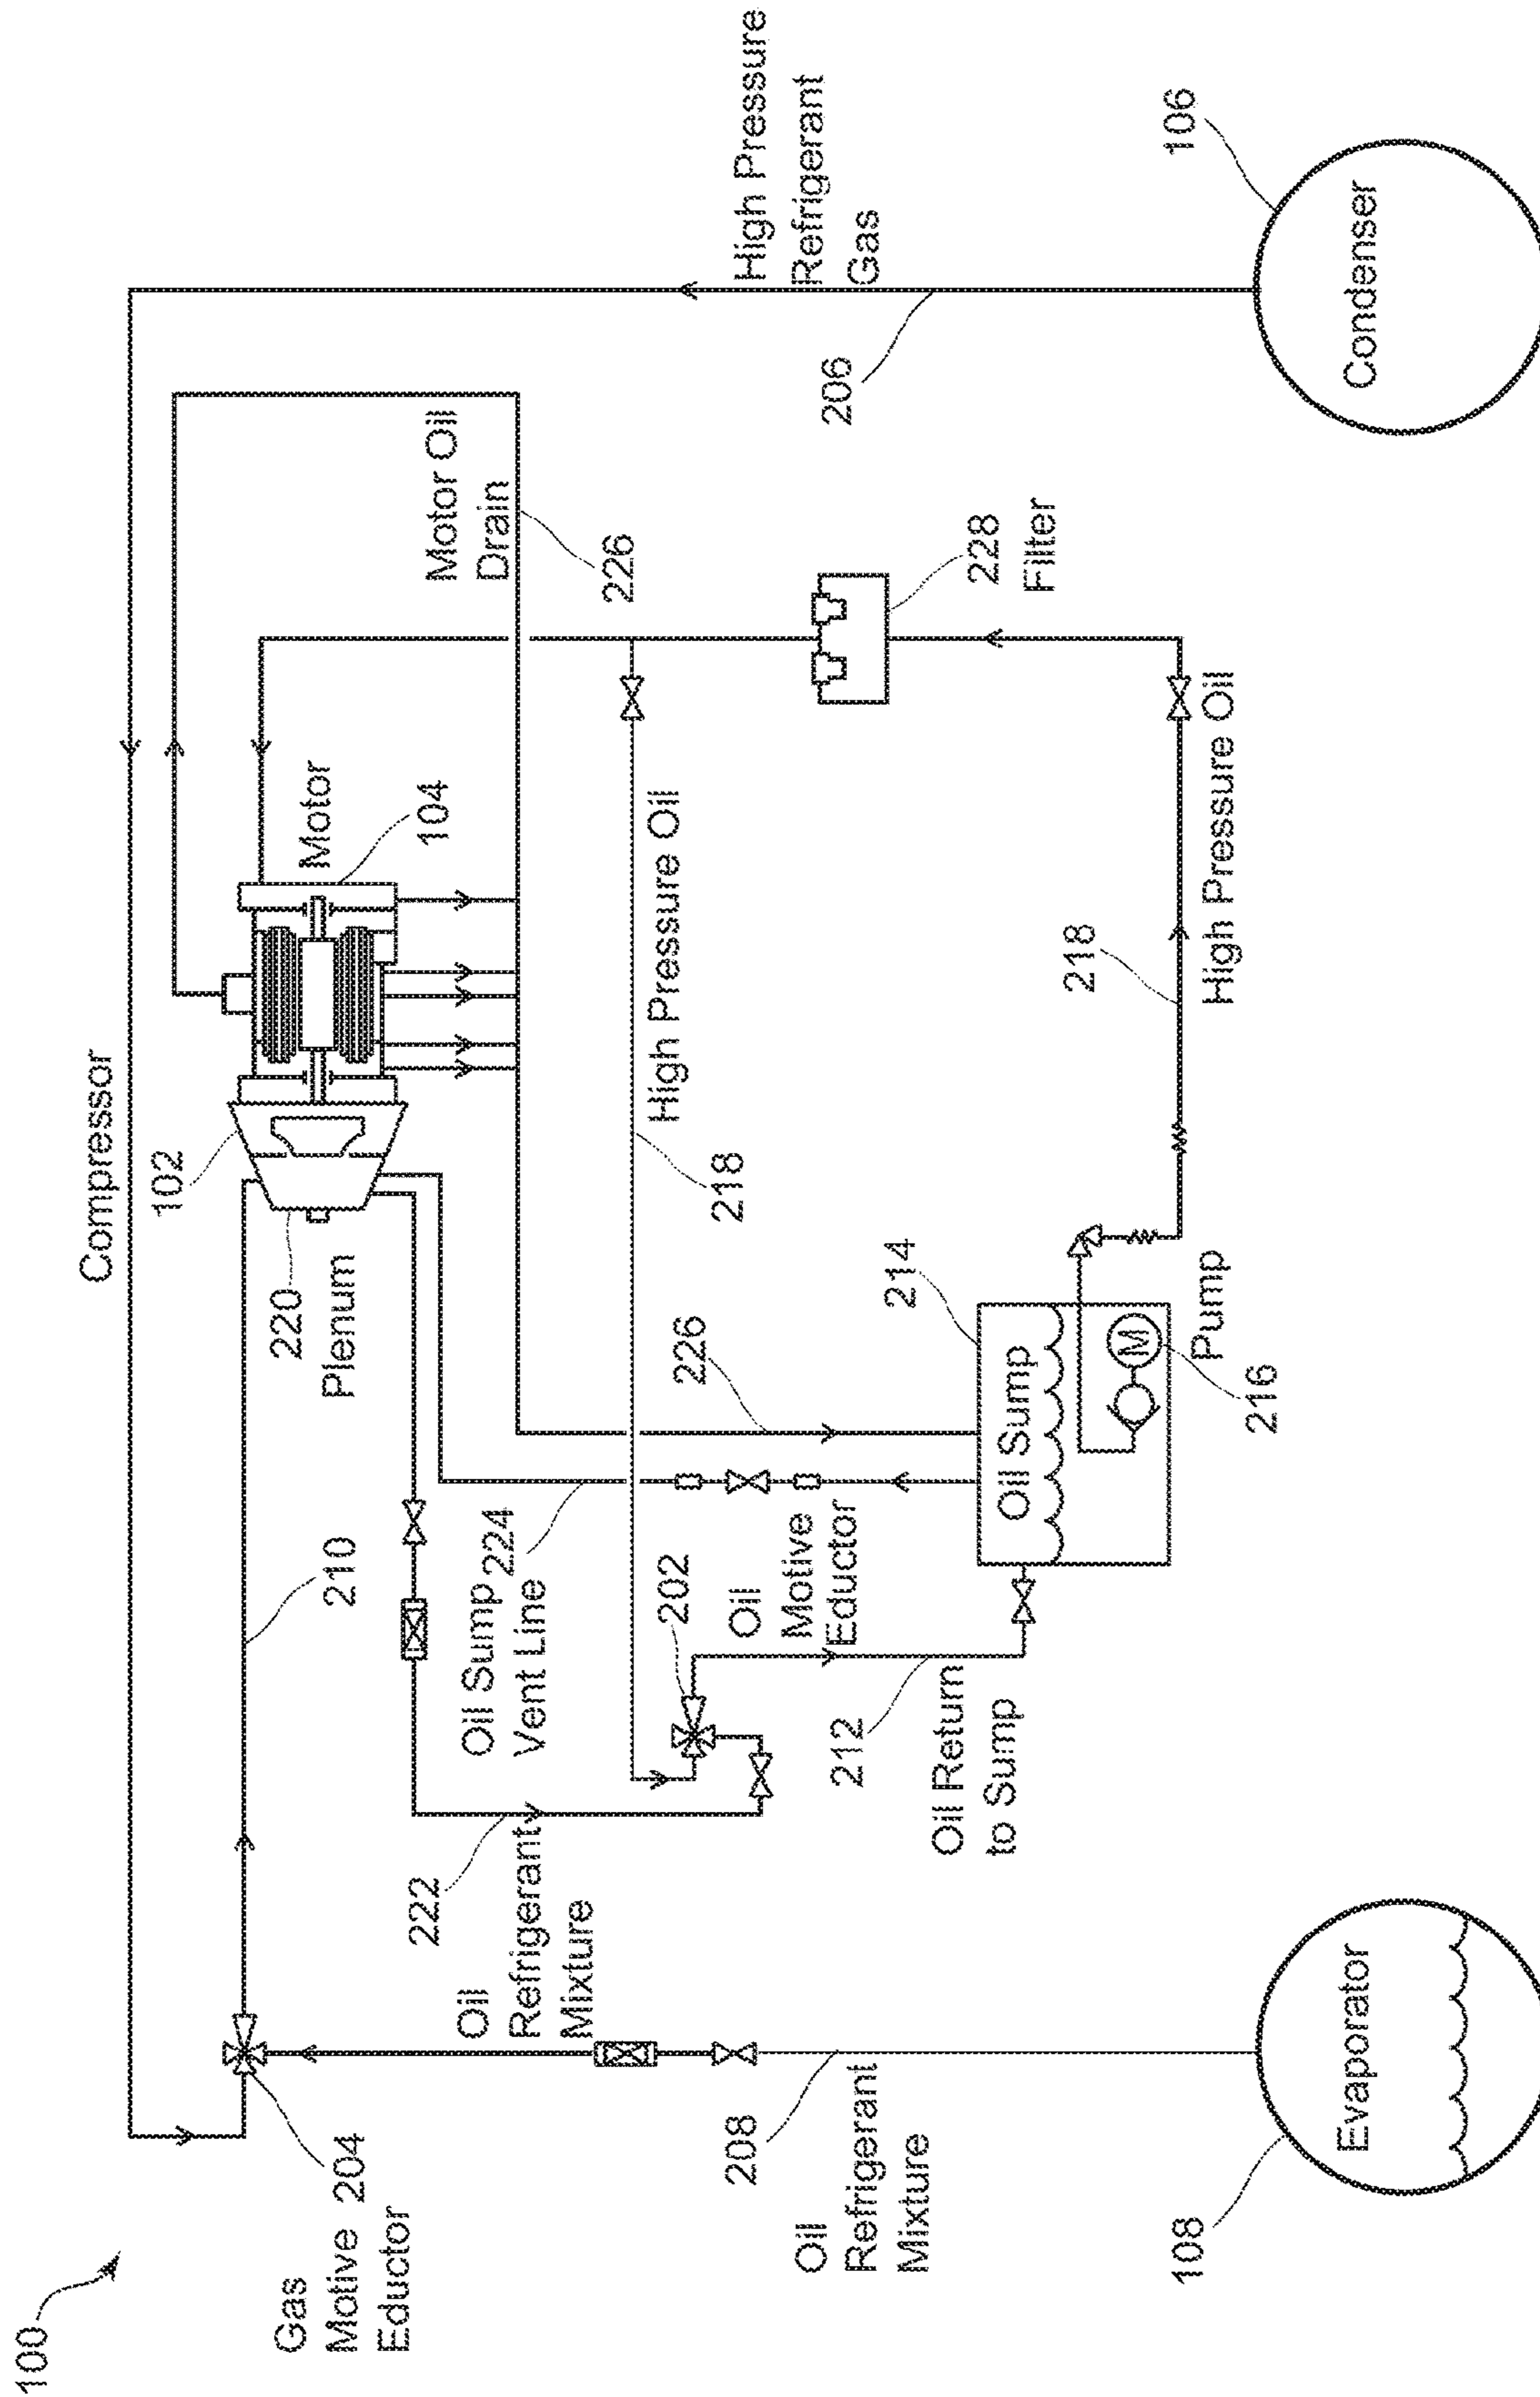 100
Gas
Motive 204
Eductor
Compressor
102
220
Plenum
Motor
104
Motor Oil
Drain
226
High Pressure
Refrigerant
Gas
206
210
222
Oil
Refrigerant
Mixture
Oil Sump 224
Vent Line
202
Oil
Motive
Eductor
High Pressure Oil
218
226
212
Oil Return
to Sump
214
Oil Sump
M
Pump
216
218
High Pressure Oil
228
Filter
208
Oil
Refrigerant
Mixture
108
Evaporator
106
Condenser